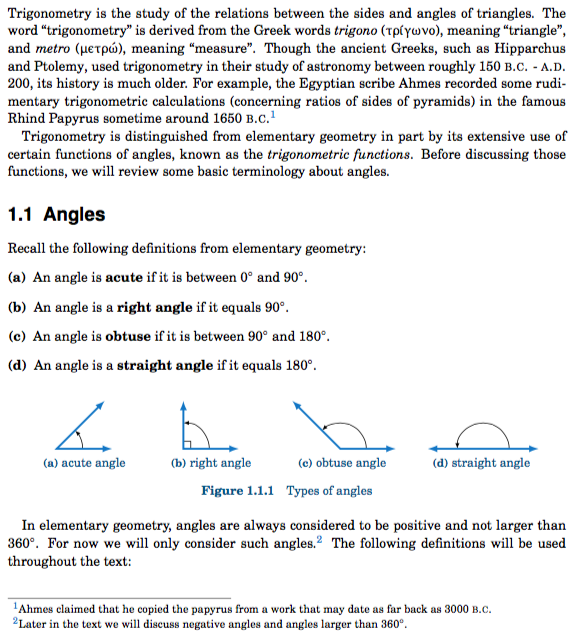 Trigonometry is the study of the relations between the sides and angles of triangles. The
word “trigonometry” is derived from the Greek words trigono (τρίγωνο), meaning “triangle”,
and metro (μετρώ), meaning “measure”. Though the ancient Greeks, such as Hipparchus
and Ptolemy, used trigonometry in their study of astronomy between roughly 150 B.C. - A.D.
200, its history is much older. For example, the Egyptian scribe Ahmes recorded some rudi-
mentary trigonometric calculations (concerning ratios of sides of pyramids) in the famous
Rhind Papyrus sometime around 1650 B.C.¹
Trigonometry is distinguished from elementary geometry in part by its extensive use of
certain functions of angles, known as the trigonometric functions. Before discussing those
functions, we will review some basic terminology about angles.
1.1 Angles
Recall the following definitions from elementary geometry:
(a) An angle is acute if it is between 0° and 90°.
(b) An angle is a right angle if it equals 90°.
(c) An angle is obtuse if it is between 90° and 180°.
(d) An angle is a straight angle if it equals 180°.
(a) acute angle (b) right angle (c) obtuse angle (d) straight angle
Figure 1.1.1 Types of angles
In elementary geometry, angles are always considered to be positive and not larger than
360°. For now we will only consider such angles.² The following definitions will be used
throughout the text:
¹Ahmes claimed that he copied the papyrus from a work that may date as far back as 3000 B.C.
²Later in the text we will discuss negative angles and angles larger than 360°.